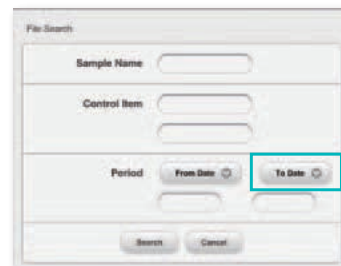 File Search
Sample Name
Control Item
Period From Date To Date
Search Cancel